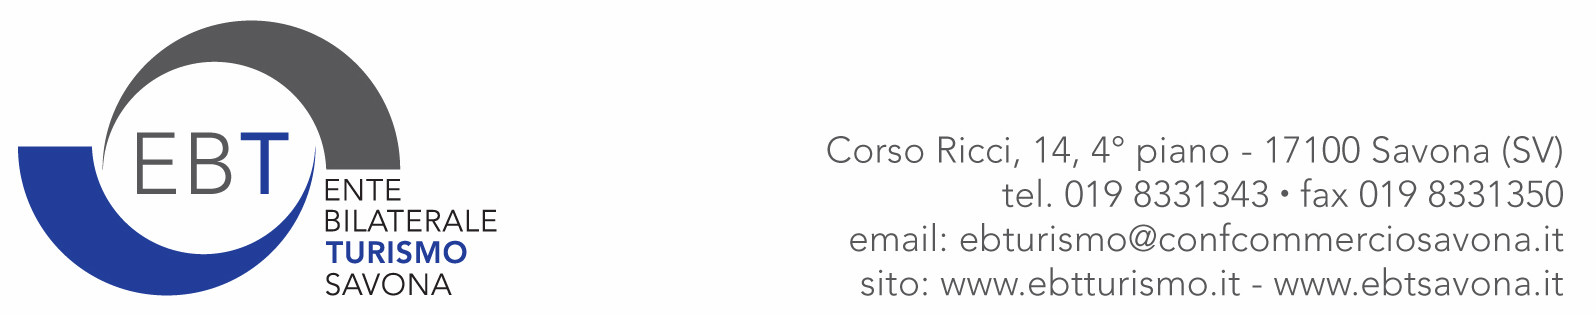 EBT
ENTE
BILATERALE
TURISMO
SAVONA
Corso Ricci, 14, 4° piano - 17100 Savona (SV)
tel. 019 8331343 • fax 019 8331350
email: ebturismo@confcommerciosavona.it
sito: www.ebtturismo.it - www.ebtsavona.it